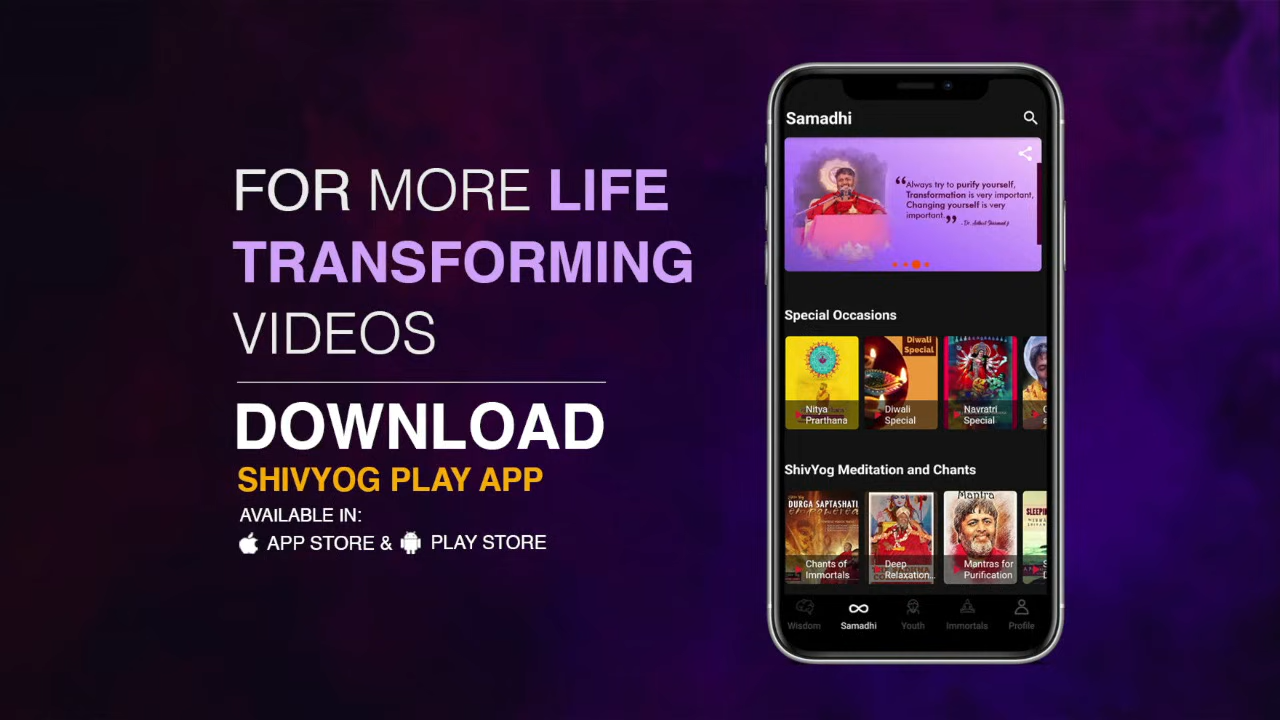 FOR MORE LIFE
TRANSFORMING
VIDEOS
DOWNLOAD
SHIVYOG PLAY APP
AVAILABLE IN:
APP STORE & PLAY STORE
Samadhi
“Always try to purify yourself,
Transformation is very important,
Changing yourself is very
important.”
Special Occasions
Nitya
Prarthana
Diwali
Special
Diwali
Special
Navratri
Special
ShivYog Meditation and Chants
DURGA SAPTASHATI
Chants of
Immortals
Deep
Relaxation...
Mantra
Mantras for
Purification
Wisdom
Samadhi
Youth
Immortals
Profile